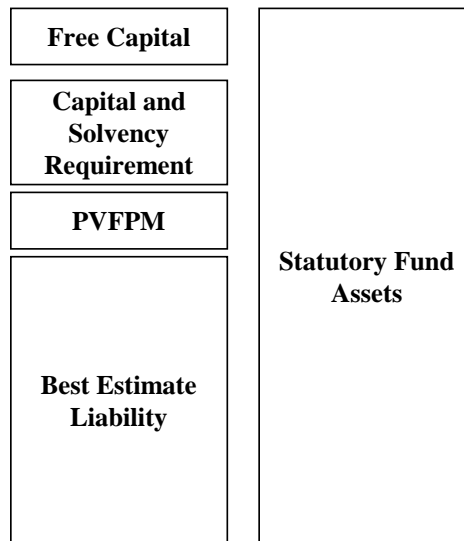 Free Capital
Capital and
Solvency
Requirement
PVFPM
Best Estimate
Liability
Statutory Fund
Assets